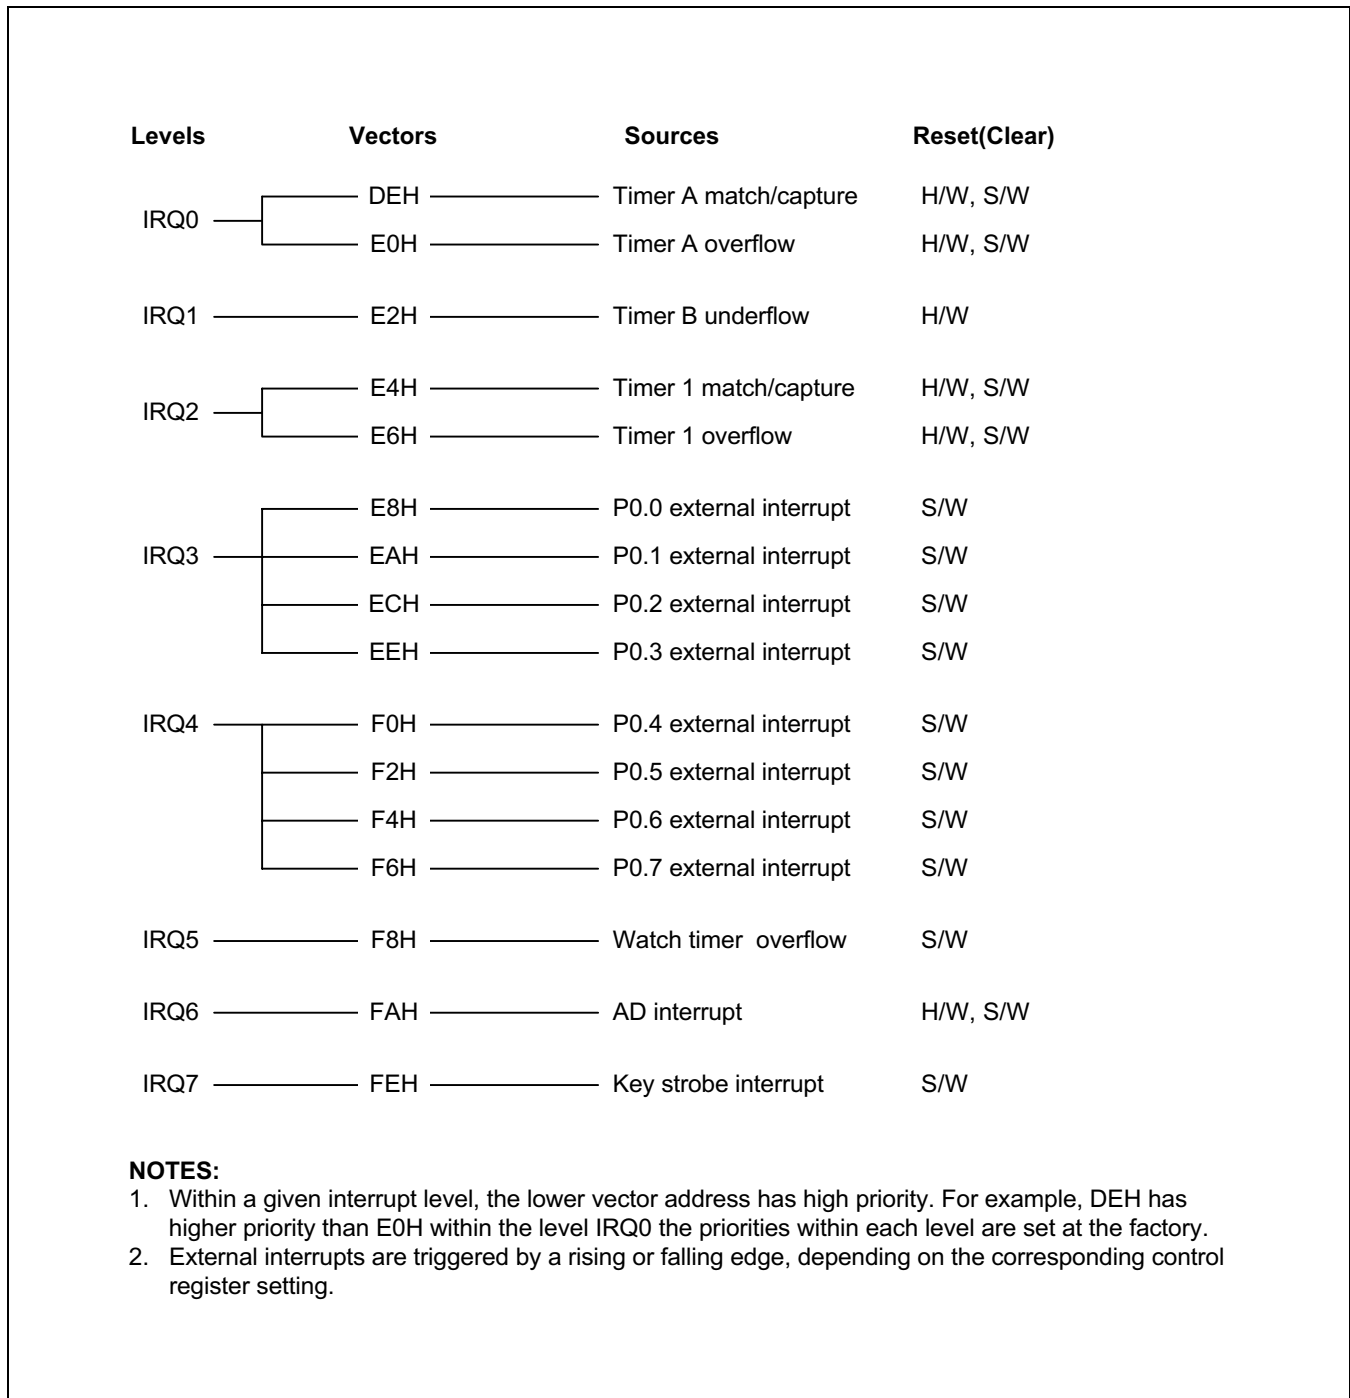 Levels Vectors Sources Reset(Clear)
DEH Timer A match/capture H/W, S/W
IRQ0
E0H Timer A overflow H/W, S/W
IRQ1 E2H Timer B underflow H/W
E4H Timer 1 match/capture H/W, S/W
IRQ2
E6H Timer 1 overflow H/W, S/W
E8H P0.0 external interrupt S/W
IRQ3 EAH P0.1 external interrupt S/W
ECH P0.2 external interrupt S/W
EEH P0.3 external interrupt S/W
IRQ4 F0H P0.4 external interrupt S/W
F2H P0.5 external interrupt S/W
F4H P0.6 external interrupt S/W
F6H P0.7 external interrupt S/W
IRQ5 F8H Watch timer overflow S/W
IRQ6 FAH AD interrupt H/W, S/W
IRQ7 FEH Key strobe interrupt S/W
NOTES:
1. Within a given interrupt level, the lower vector address has high priority. For example, DEH has
higher priority than E0H within the level IRQ0 the priorities within each level are set at the factory.
2. External interrupts are triggered by a rising or falling edge, depending on the corresponding control
register setting.